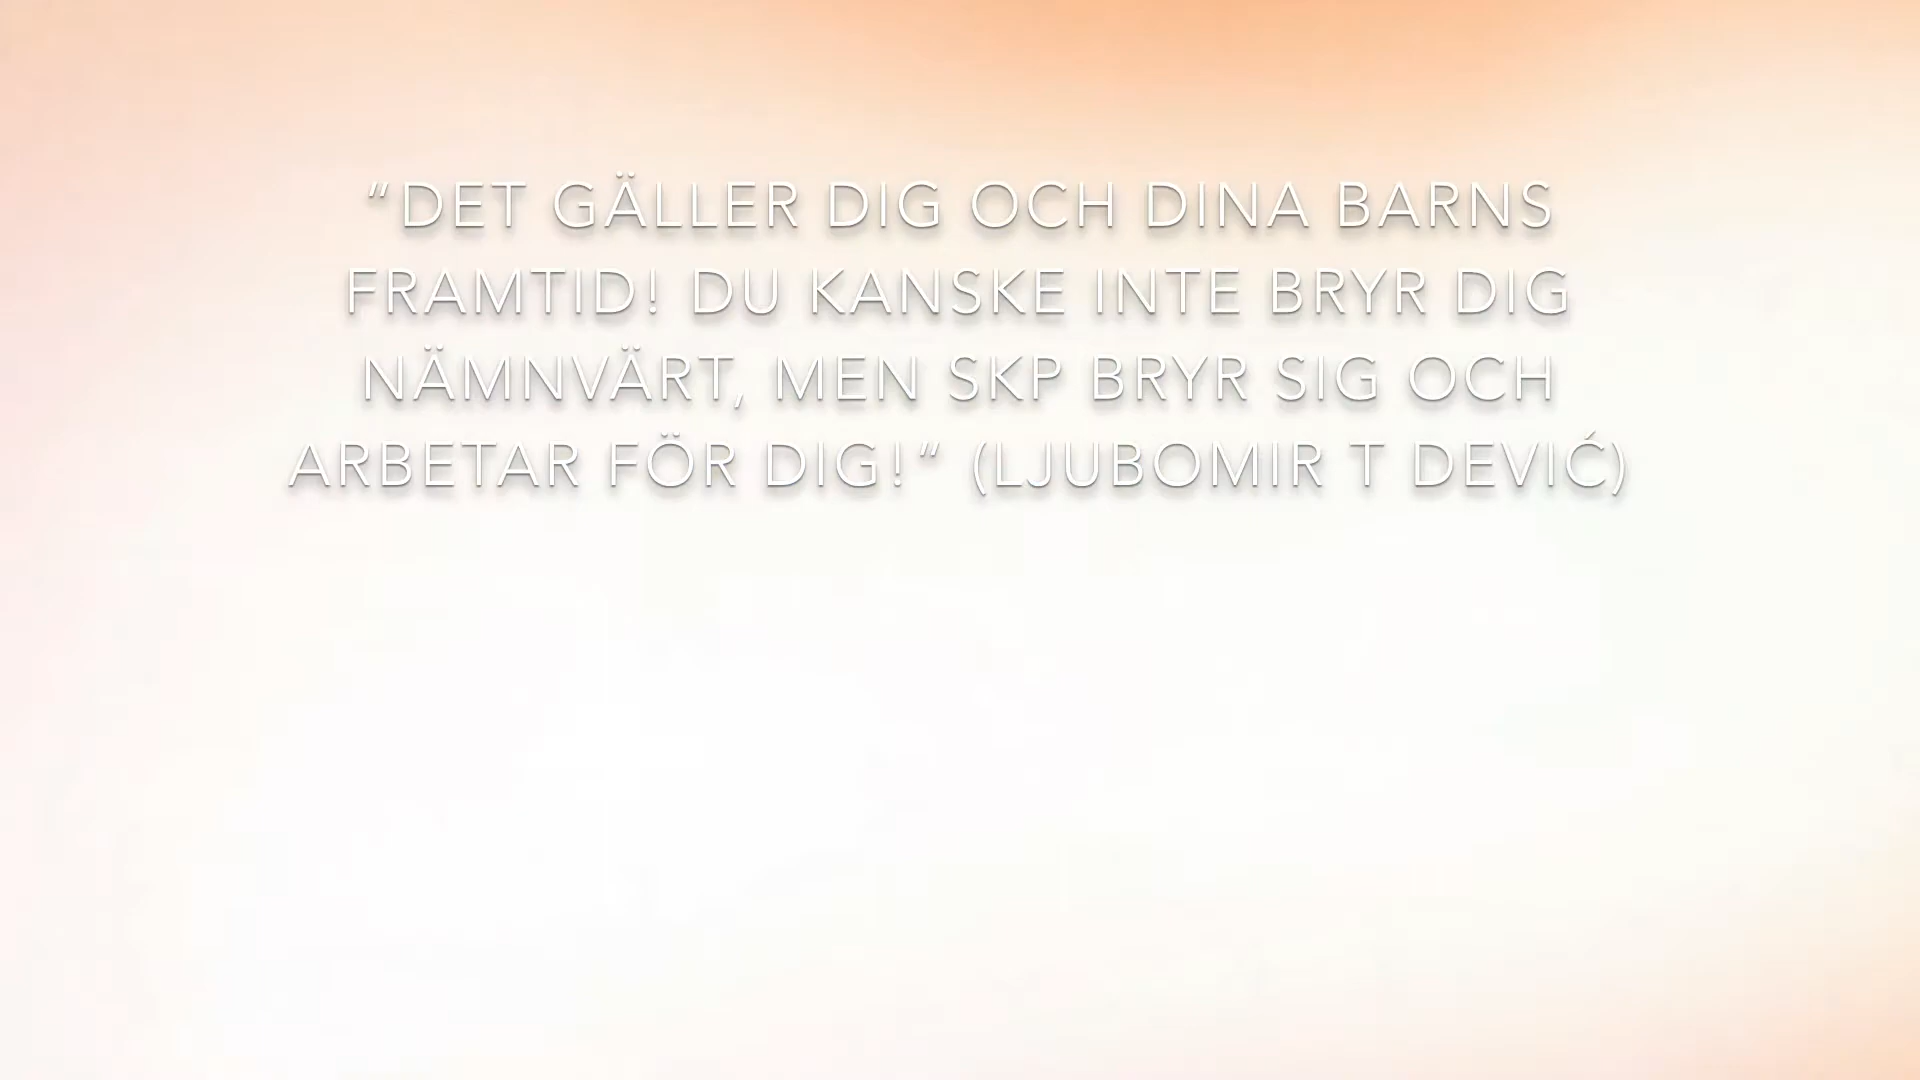 ”DET GÄLLER DIG OCH DINA BARNS
FRAMTID! DU KANSKE INTE BRYR DIG
NÄMNVÄRT, MEN SKP BRYR SIG OCH
ARBETAR FÖR DIG!” (LJUBOMIR T DEVIĆ)